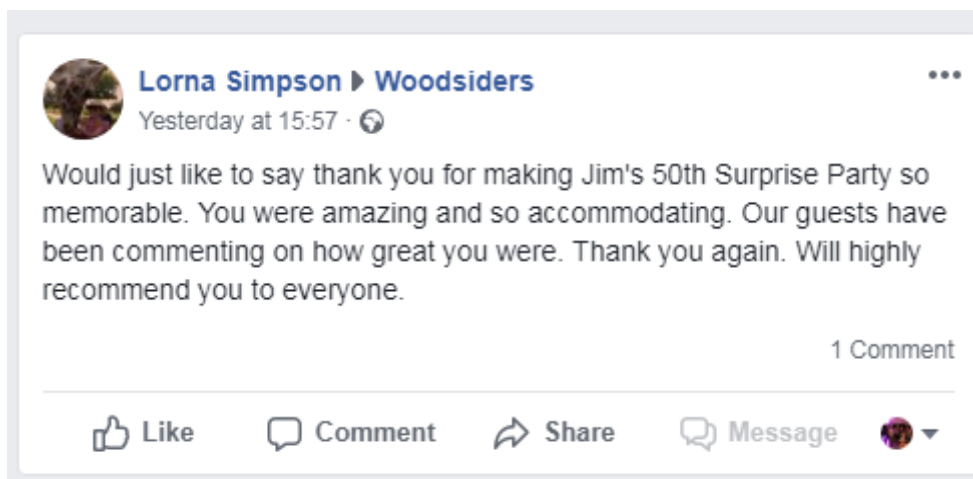 Lorna Simpson Woodsiders
Yesterday at 15:57 ·
Would just like to say thank you for making Jim's 50th Surprise Party so
memorable. You were amazing and so accommodating. Our guests have
been commenting on how great you were. Thank you again. Will highly
recommend you to everyone.
1 Comment
Like Comment Share Message